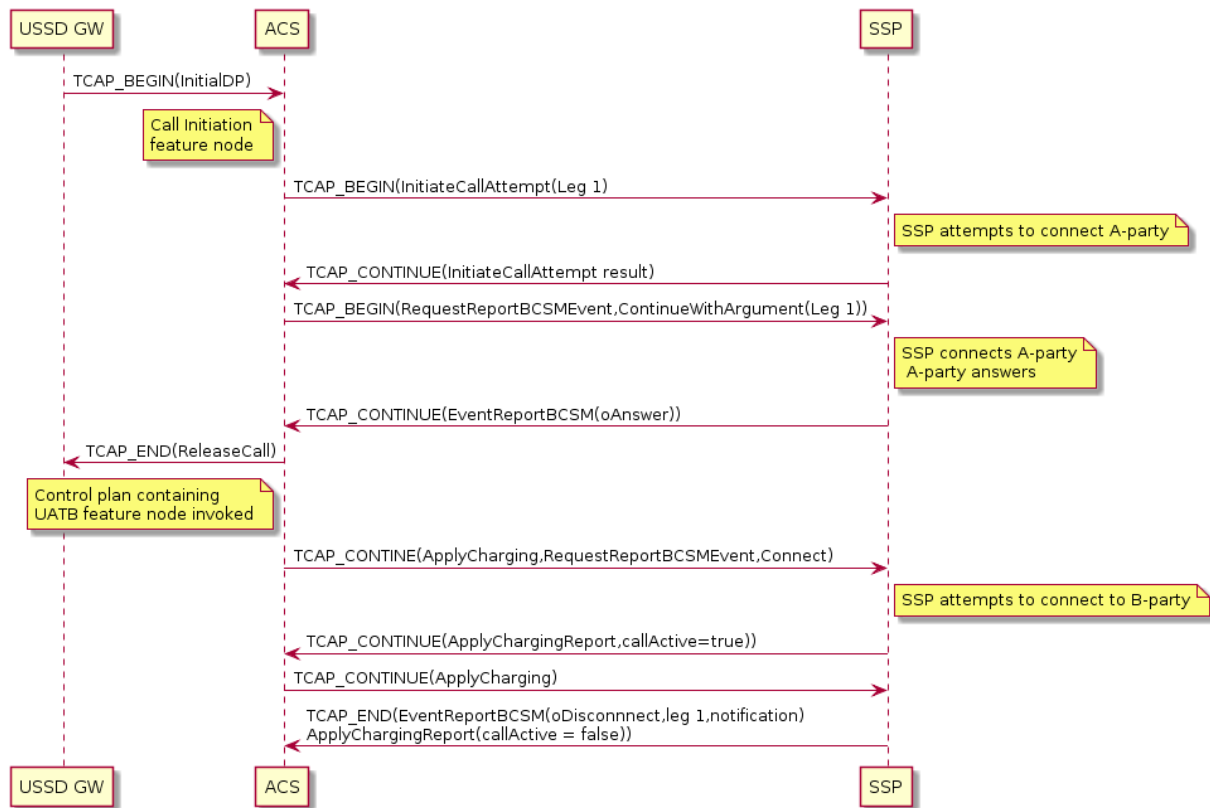 USSD GW
ACS
SSP
TCAP_BEGIN(InitialDP)
Call Initiation
feature node
TCAP_BEGIN(InitiateCallAttempt(Leg 1)
SSP attempts to connect A-party
TCAP_CONTINUE(InitiateCallAttempt result)
TCAP_BEGIN(RequestReportBCSMEvent,ContinueWithArgument(Leg 1))
SSP connects A-party
A-party answers
TCAP_CONTINUE(EventReportBCSM(oAnswer))
TCAP_END(ReleaseCall)
Control plan containing
UATB feature node invoked
TCAP_CONTINE(ApplyCharging,RequestReportBCSMEvent,Connect)
SSP attempts to connect to B-party
TCAP_CONTINUE(ApplyChargingReport,callActive=true))
TCAP_CONTINUE(ApplyCharging)
TCAP_END(EventReportBCSM(oDisconnnect,leg 1,notification)
ApplyChargingReport(callActive = false))
USSD GW
ACS
SSP